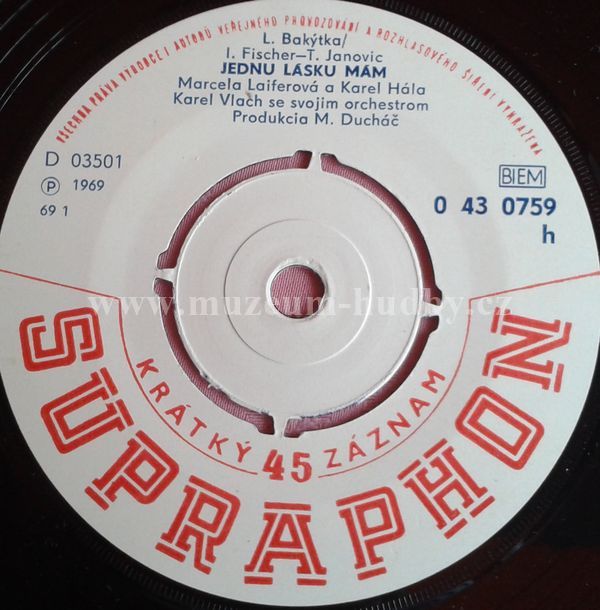 VŠECHNA PRÁVA VÝROBCE I AUTORŮ VEŘEJNÉHO PROVOZOVÁNÍ A ROZHLASOVÉHO ŠÍŘENÍ VYHRAŽENA
L. Bakýtka/
I. Fischer—T. Janovic
JEDNU LÁSKU MÁM
Marcela Laiferová a Karel Hála
Karel Vlach se svojim orchestrom
Produkcia M. Ducháč
D 03501
Ⓟ 1969
69 1
BIEM
0 43 0759
h
www.muzeum-hudby.cz
KRÁTKÝ 45 ZÁZNAM
SUPRAPHON